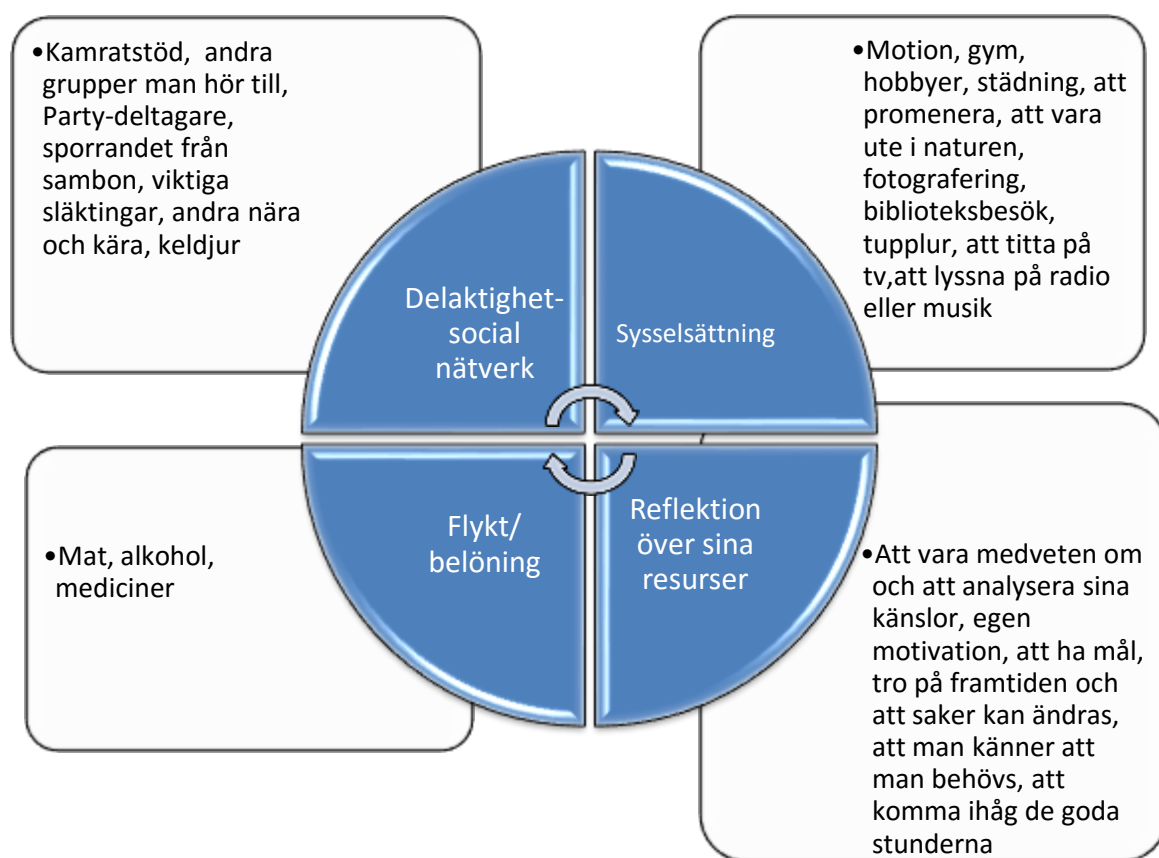 •Kamratstöd,  andra
grupper man hör till,
Party-deltagare,
sporrandet från
sambon, viktiga
släktingar, andra nära
och kära, keldjur
•Motion, gym,
hobbyer, städning, att
promenera, att vara
ute i naturen,
fotografering,
biblioteksbesök,
tupplur, att titta på
tv,att lyssna på radio
eller musik
Delaktighet-
social
nätverk
Sysselsättning
Flykt/
belöning
Reflektion
över sina
resurser
•Mat, alkohol,
mediciner
•Att vara medveten om
och att analysera sina
känslor, egen
motivation, att ha mål,
tro på framtiden och
att saker kan ändras,
att man känner att
man behövs, att
komma ihåg de goda
stunderna